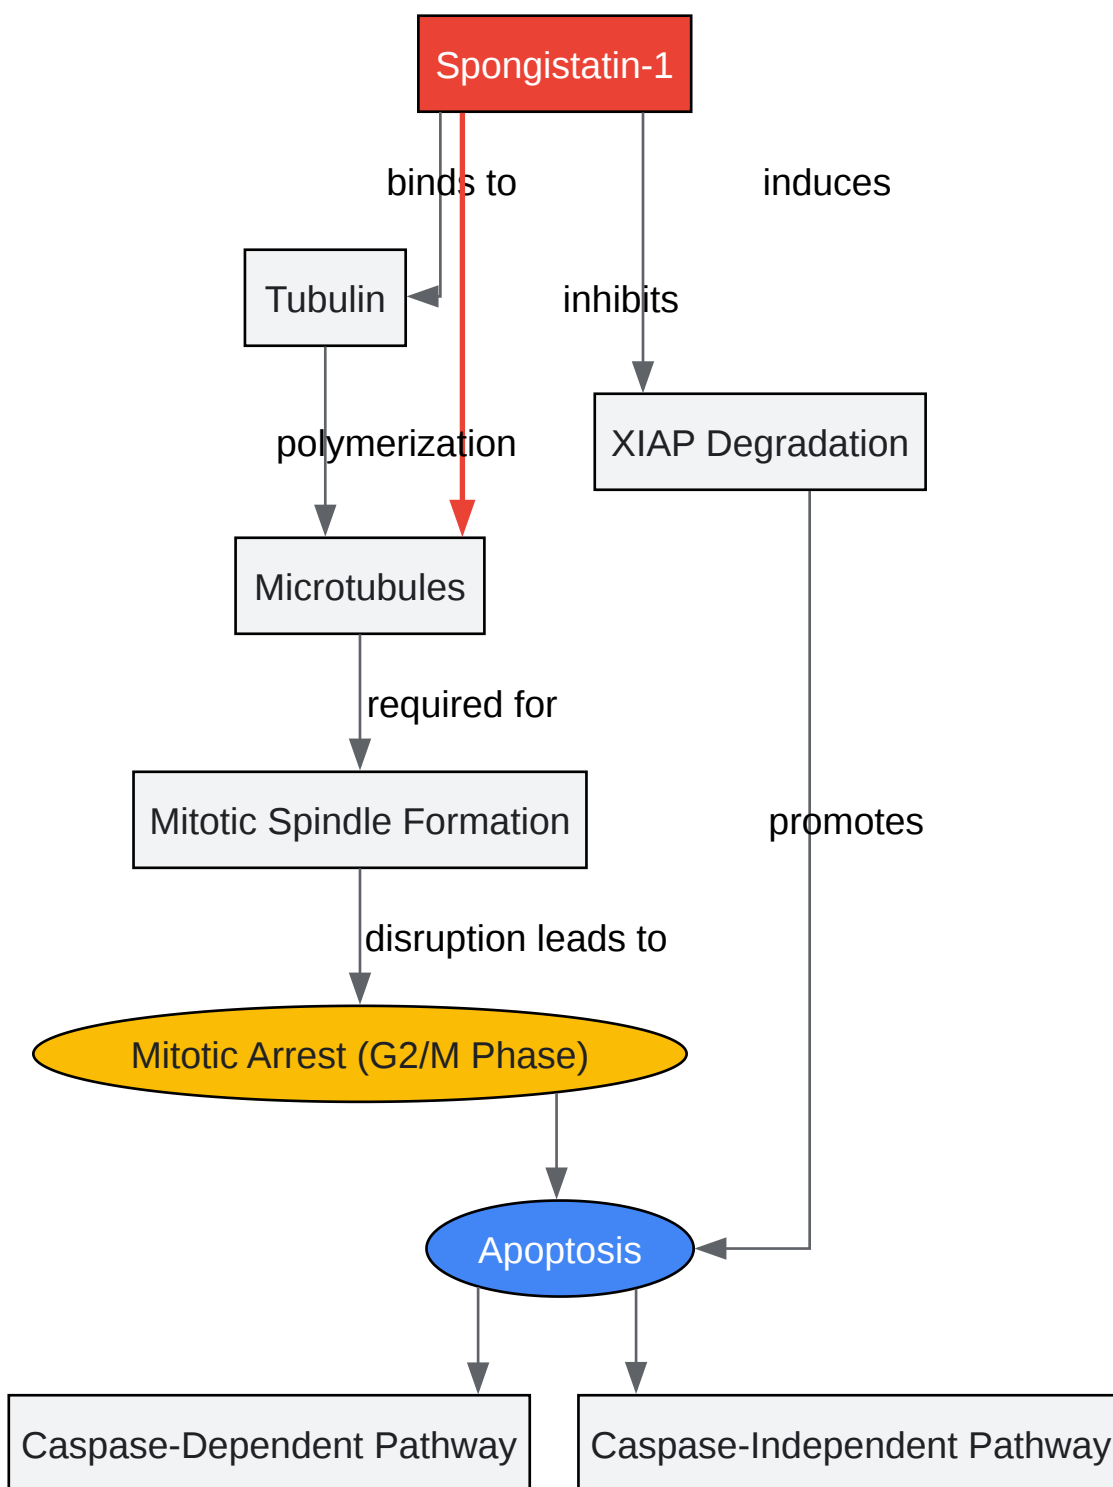 Spongistatin-1
binds to
induces
Tubulin
inhibits
polymerization
XIAP Degradation
Microtubules
required for
Mitotic Spindle Formation
promotes
disruption leads to
Mitotic Arrest (G2/M Phase)
Apoptosis
Caspase-Dependent Pathway
Caspase-Independent Pathway